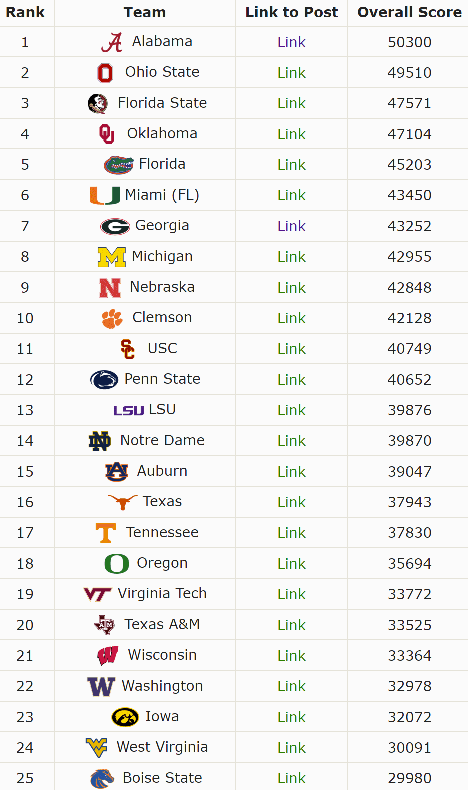 Rank Team Link to Post Overall Score
1 Alabama Link 50300
2 Ohio State Link 49510
3 Florida State Link 47571
4 Oklahoma Link 47104
5 Florida Link 45203
6 Miami (FL) Link 43450
7 Georgia Link 43252
8 Michigan Link 42955
9 Nebraska Link 42848
10 Clemson Link 42128
11 USC Link 40749
12 Penn State Link 40652
13 LSU LSU Link 39876
14 Notre Dame Link 39870
15 Auburn Link 39047
16 Texas Link 37943
17 Tennessee Link 37830
18 Oregon Link 35694
19 Virginia Tech Link 33772
20 Texas A&M Link 33525
21 Wisconsin Link 33364
22 Washington Link 32978
23 Iowa Link 32072
24 West Virginia Link 30091
25 Boise State Link 29980